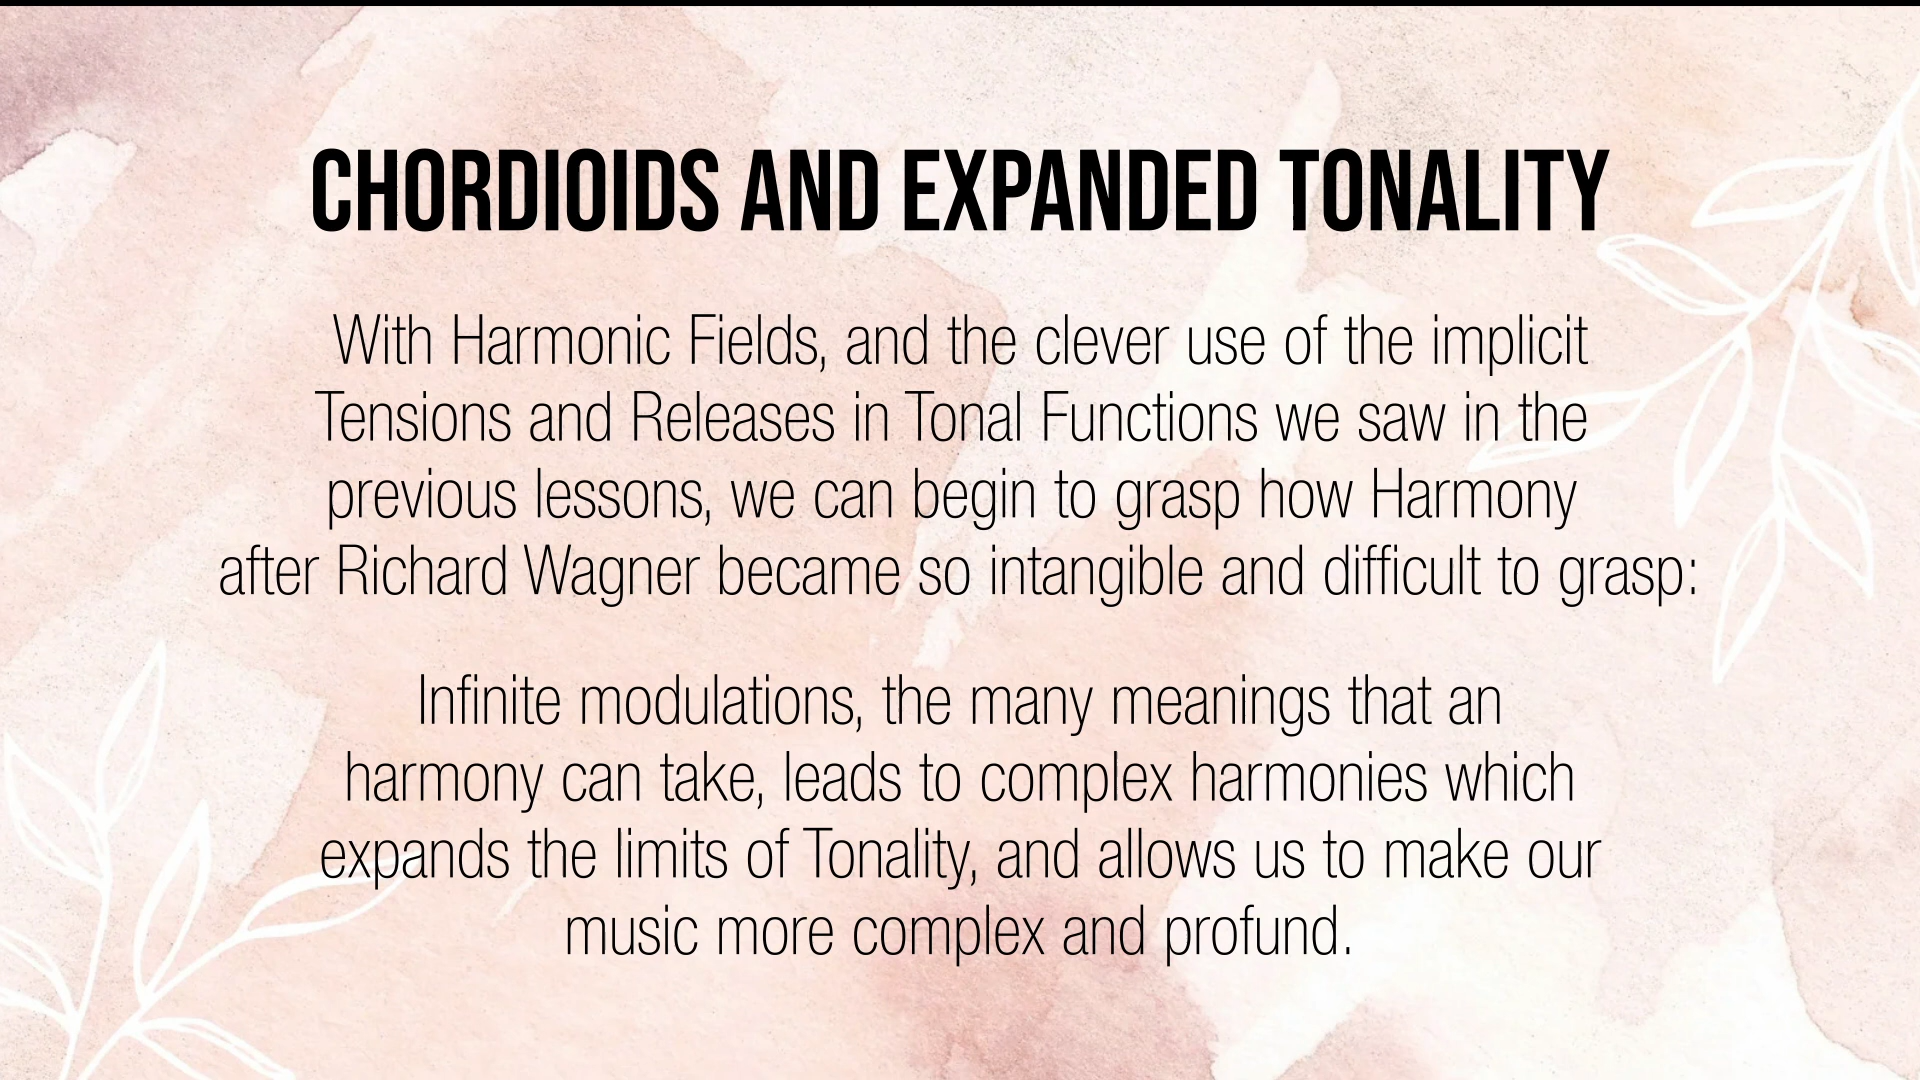 CHORDIOIDS AND EXPANDED TONALITY
With Harmonic Fields, and the clever use of the implicit
Tensions and Releases in Tonal Functions we saw in the
previous lessons, we can begin to grasp how Harmony
after Richard Wagner became so intangible and difficult to grasp:
Infinite modulations, the many meanings that an
harmony can take, leads to complex harmonies which
expands the limits of Tonality, and allows us to make our
music more complex and profund.